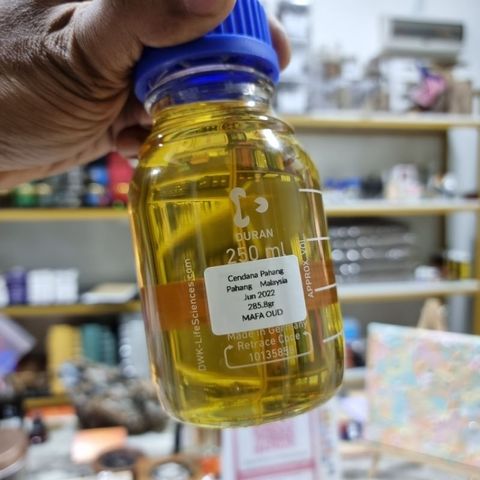 DURAN
250 ml
Cendana Pahang
Pahang Malaysia
Jun 2022
285.8gr
MAFA OUD
Made in Germany
Retrace Code
DWK-LifeSciences.com
APPROX. VOL.